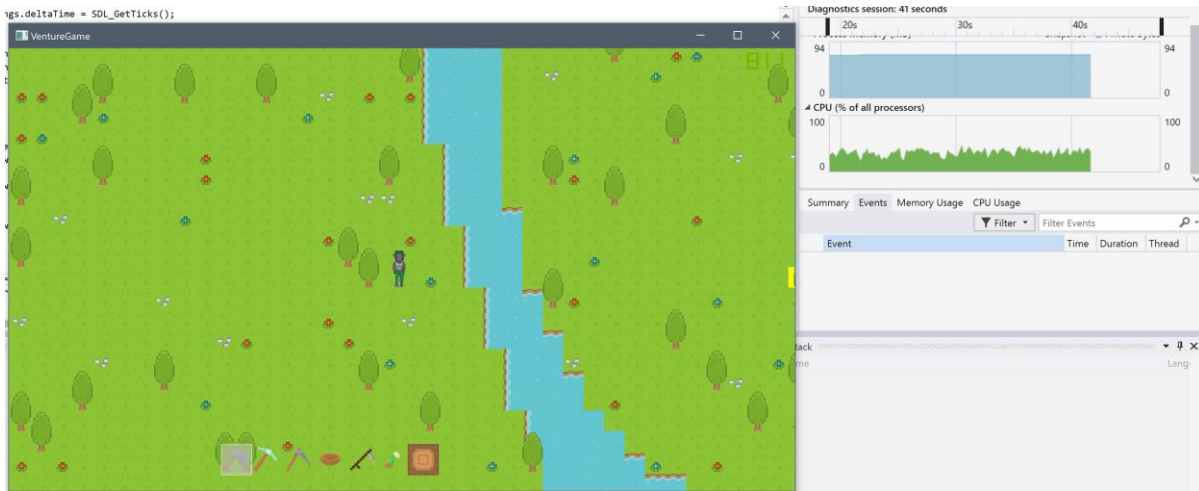 ngs.deltaTime = SDL_GetTicks();
VentureGame
811
Diagnostics session: 41 seconds
20s 30s 40s
94 94
0 0
CPU (% of all processors)
100 100
0 0
Summary Events Memory Usage CPU Usage
Filter Filter Events
Event Time Duration Thread
tack
me Lang